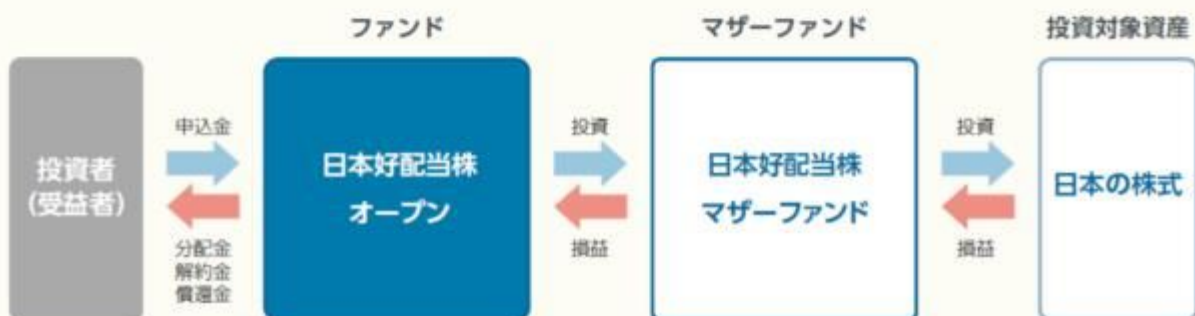 ファンド
マザーファンド
投資対象資産
投資者
(受益者)
申込金
分配金
解約金
償還金
日本好配当株
オープン
投資
損益
日本好配当株
マザーファンド
投資
損益
日本の株式